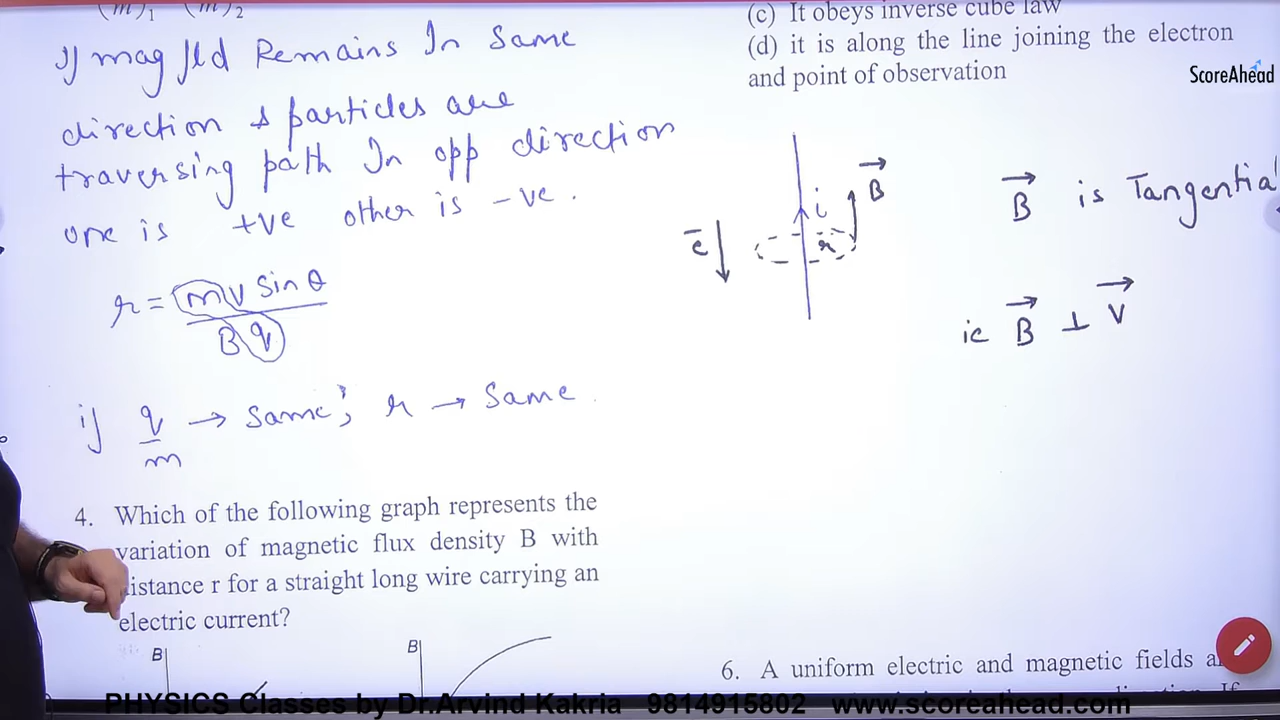 (m)1 (m)2
If mag fld Remains In Same
direction & particles are
traversing path In opp direction
one is +ve other is -ve .
r = mv Sin θ
Bq
if q → Same ; r → Same
m
4. Which of the following graph represents the
variation of magnetic flux density B with
distance r for a straight long wire carrying an
electric current?
B
B
(c) It obeys inverse cube law
(d) it is along the line joining the electron
and point of observation
ScoreAhead
e
i
r
B
B is Tangential
ie B ⊥ V
6. A uniform electric and magnetic fields
PHYSICS Classes by Dr.Arvind Kakria 9814915802 www.scoreahead.com